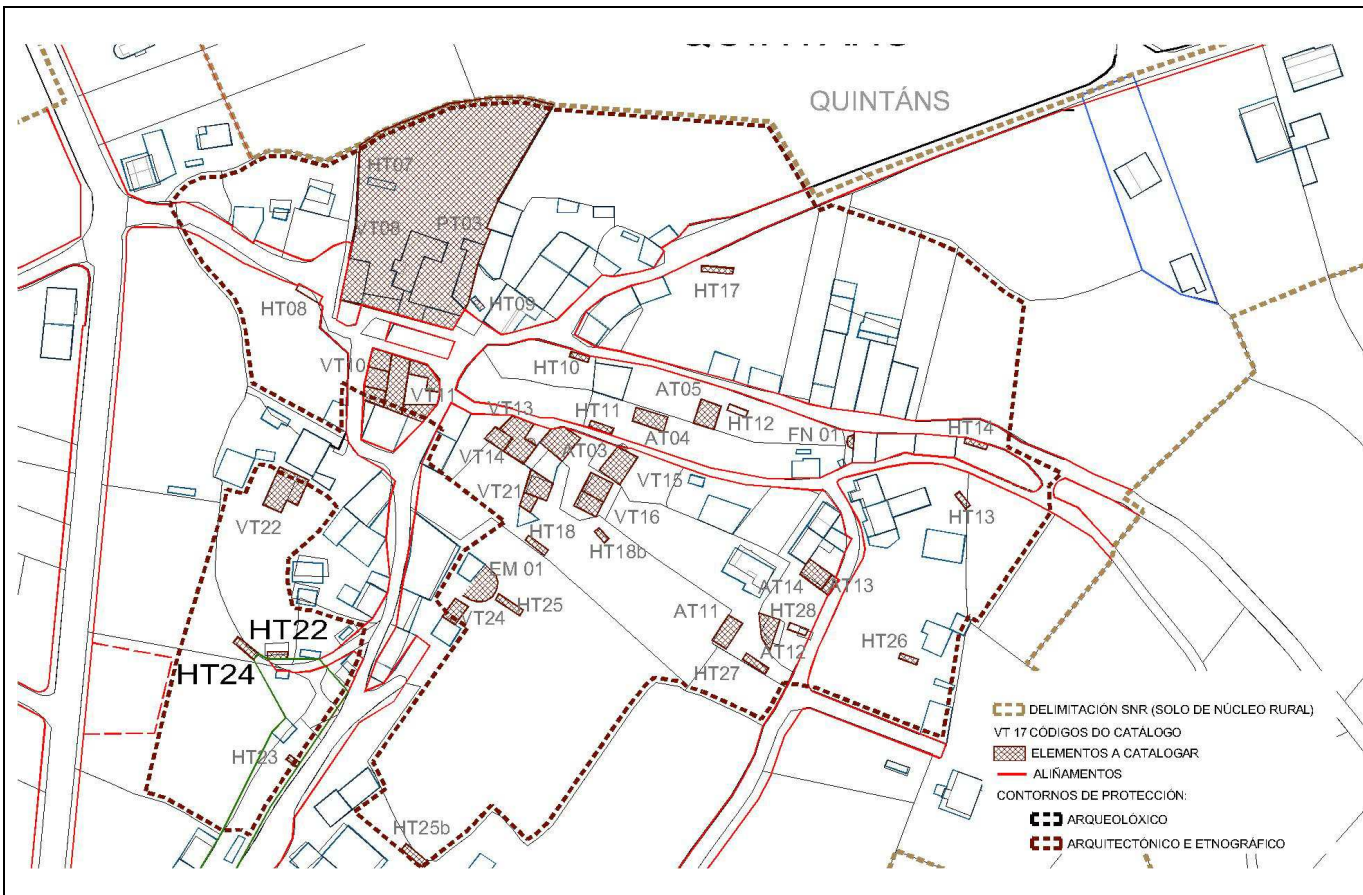 QUINTÁNS
QUINTÁNS
HT07
VT08
PT03
HT08
HT09
HT17
VT10
VT11
HT10
AT05
HT12
VT13
HT11
AT04
FN 01
HT14
VT14
AT03
VT15
VT21
VT16
HT13
VT22
HT18
HT18b
EM 01
HT25
VT24
AT14
AT13
AT11
HT28
AT12
HT22
HT26
HT24
HT27
HT23
HT25b
DELIMITACIÓN SNR (SOLO DE NÚCLEO RURAL)
VT 17 CÓDIGOS DO CATÁLOGO
ELEMENTOS A CATALOGAR
ALIÑAMENTOS
CONTORNOS DE PROTECCIÓN:
ARQUEOLÓXICO
ARQUITECTÓNICO E ETNOGRÁFICO